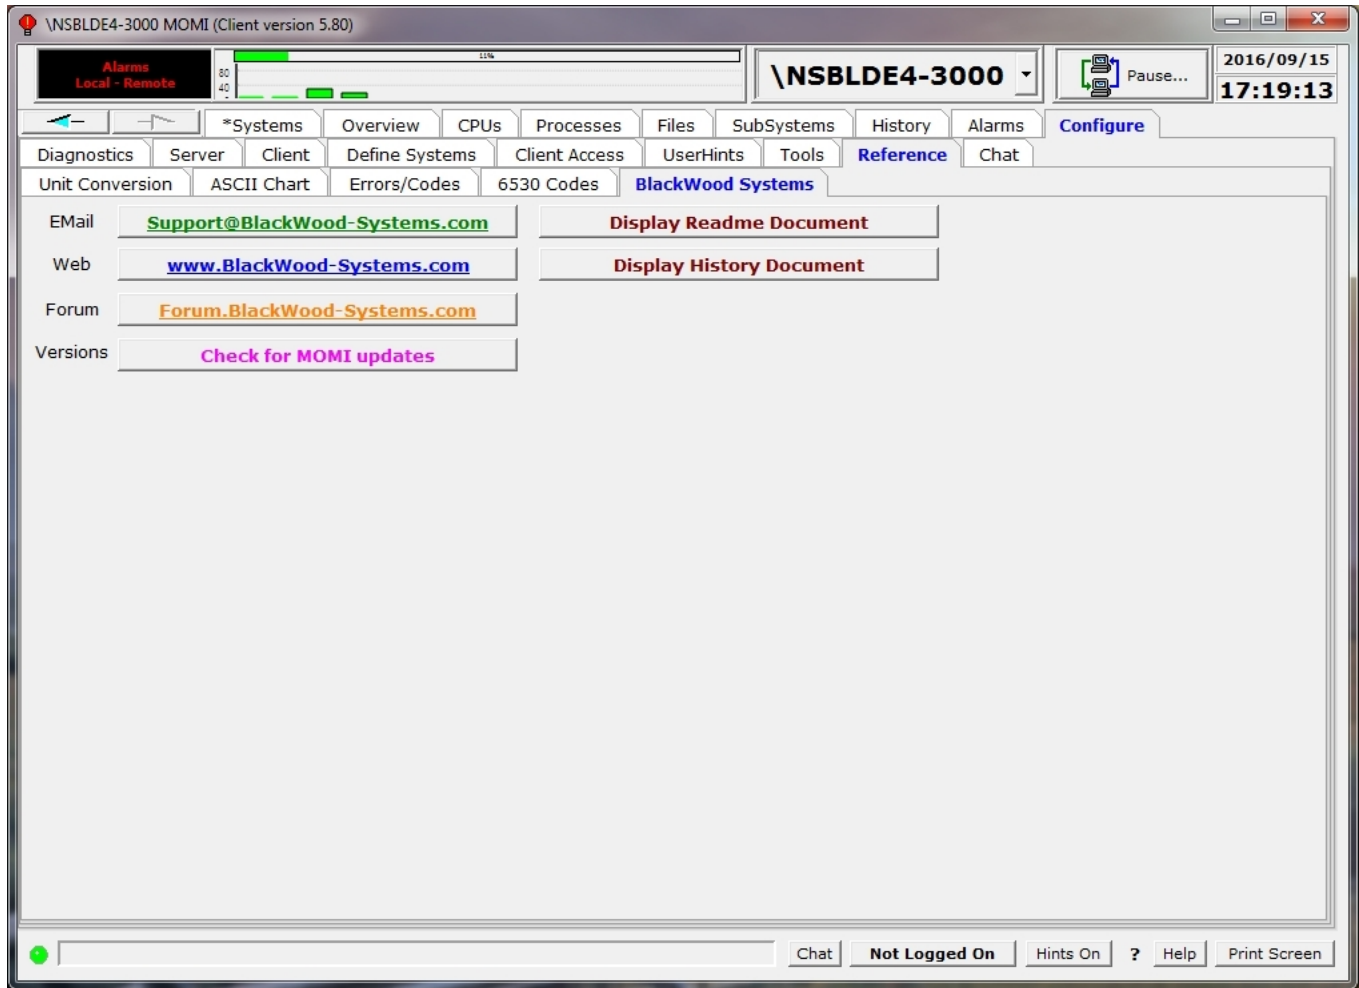 \NSBLDE4-3000 MOMI (Client version 5.80)
Alarms
Local - Remote
11%
80
40
\NSBLDE4-3000
Pause...
2016/09/15
17:19:13
*Systems Overview CPUs Processes Files SubSystems History Alarms Configure
Diagnostics Server Client Define Systems Client Access UserHints Tools Reference Chat
Unit Conversion ASCII Chart Errors/Codes 6530 Codes BlackWood Systems
EMail Support@BlackWood-Systems.com Display Readme Document
Web www.BlackWood-Systems.com Display History Document
Forum Forum.BlackWood-Systems.com
Versions Check for MOMI updates
Chat Not Logged On Hints On ? Help Print Screen